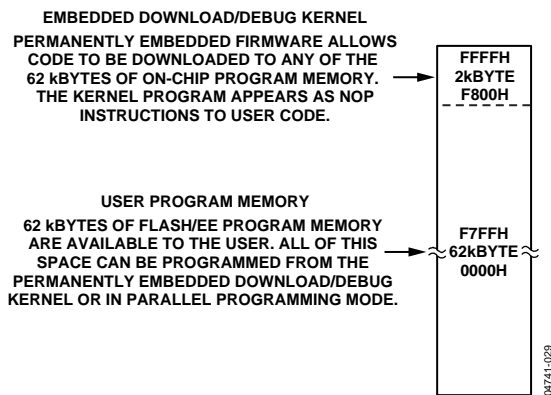 EMBEDDED DOWNLOAD/DEBUG KERNEL
PERMANENTLY EMBEDDED FIRMWARE ALLOWS
CODE TO BE DOWNLOADED TO ANY OF THE
62 kBYTES OF ON-CHIP PROGRAM MEMORY.
THE KERNEL PROGRAM APPEARS AS NOP
INSTRUCTIONS TO USER CODE.
FFFFH
2kBYTE
F800H
USER PROGRAM MEMORY
62 kBYTES OF FLASH/EE PROGRAM MEMORY
ARE AVAILABLE TO THE USER. ALL OF THIS
SPACE CAN BE PROGRAMMED FROM THE
PERMANENTLY EMBEDDED DOWNLOAD/DEBUG
KERNEL OR IN PARALLEL PROGRAMMING MODE.
F7FFH
62kBYTE
0000H
04741-029